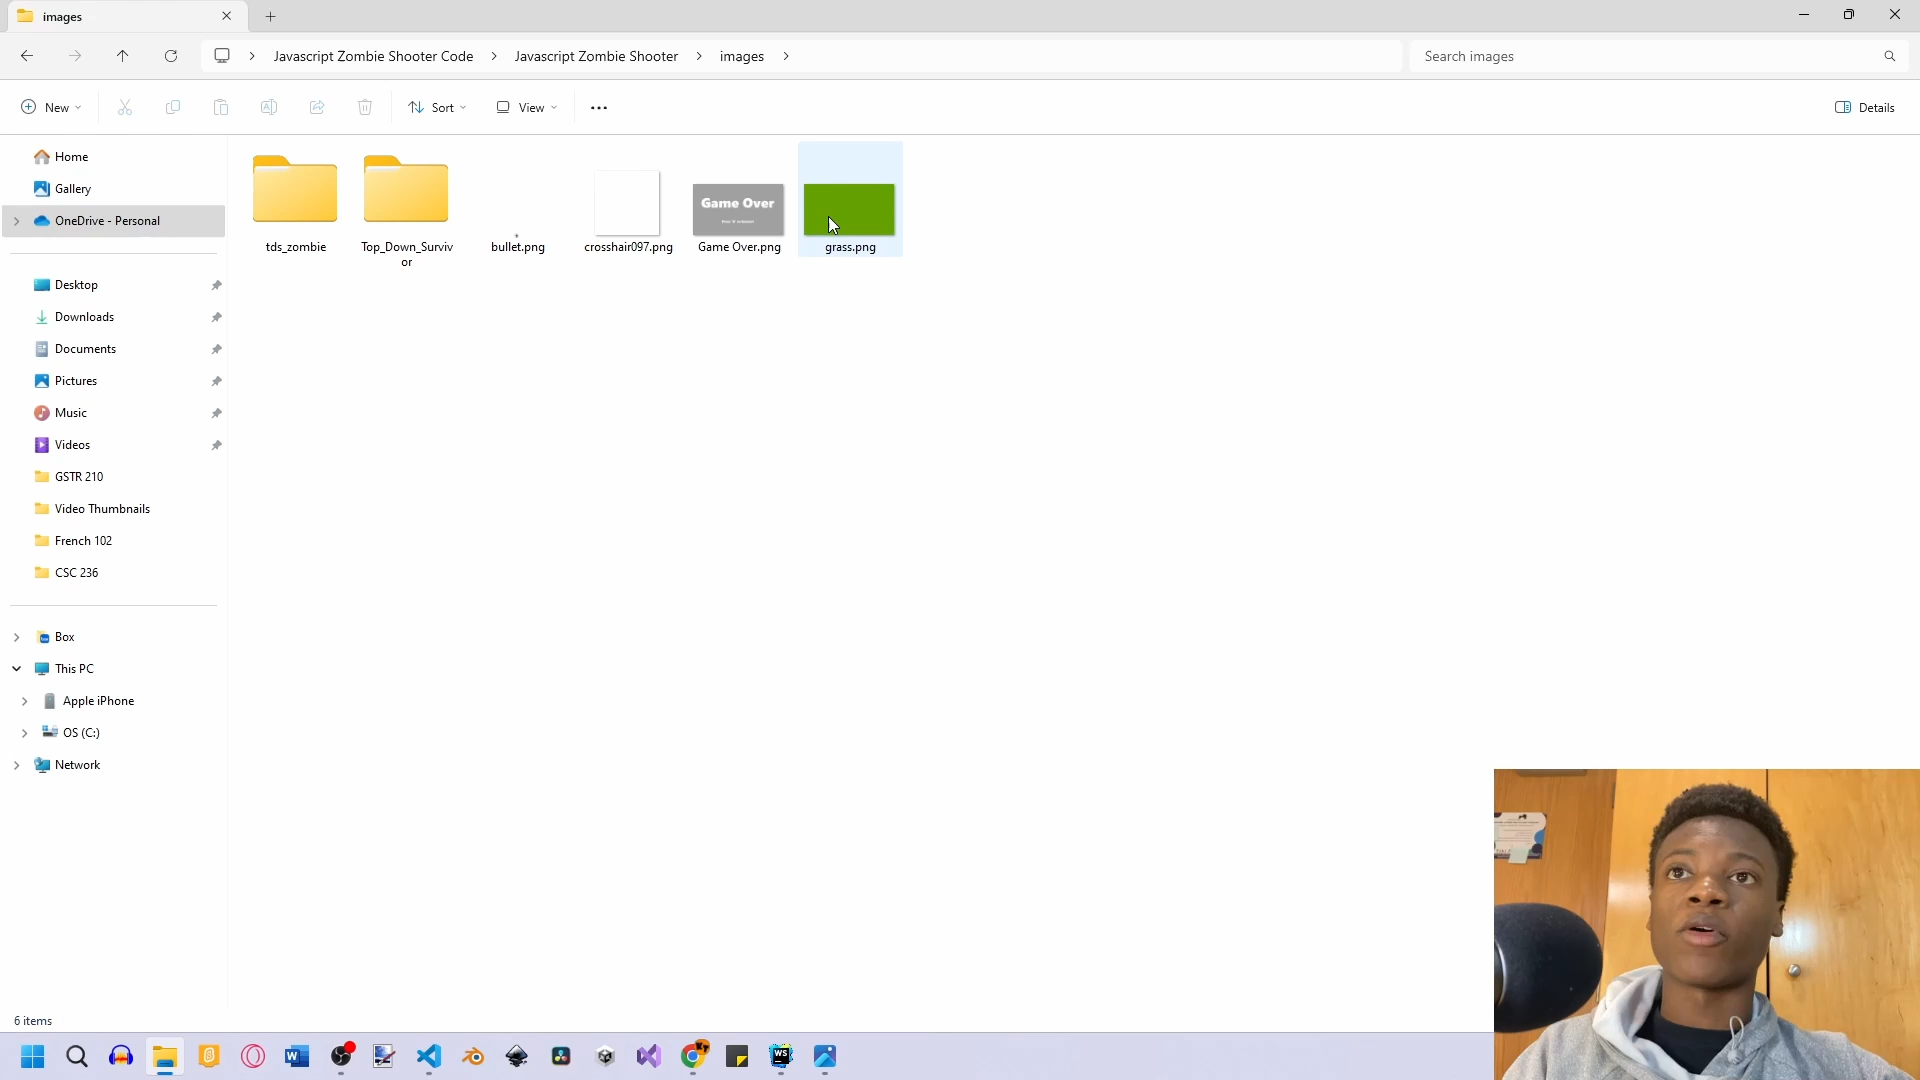 images
Javascript Zombie Shooter Code
Javascript Zombie Shooter
images
Search images
New
Sort
View
Details
Home
Gallery
OneDrive - Personal
Desktop
Downloads
Documents
Pictures
Music
Videos
GSTR 210
Video Thumbnails
French 102
CSC 236
Box
This PC
Apple iPhone
OS (C:)
Network
tds_zombie
Top_Down_Surviv
or
bullet.png
crosshair097.png
Game Over
Game Over.png
grass.png
6 items
WS